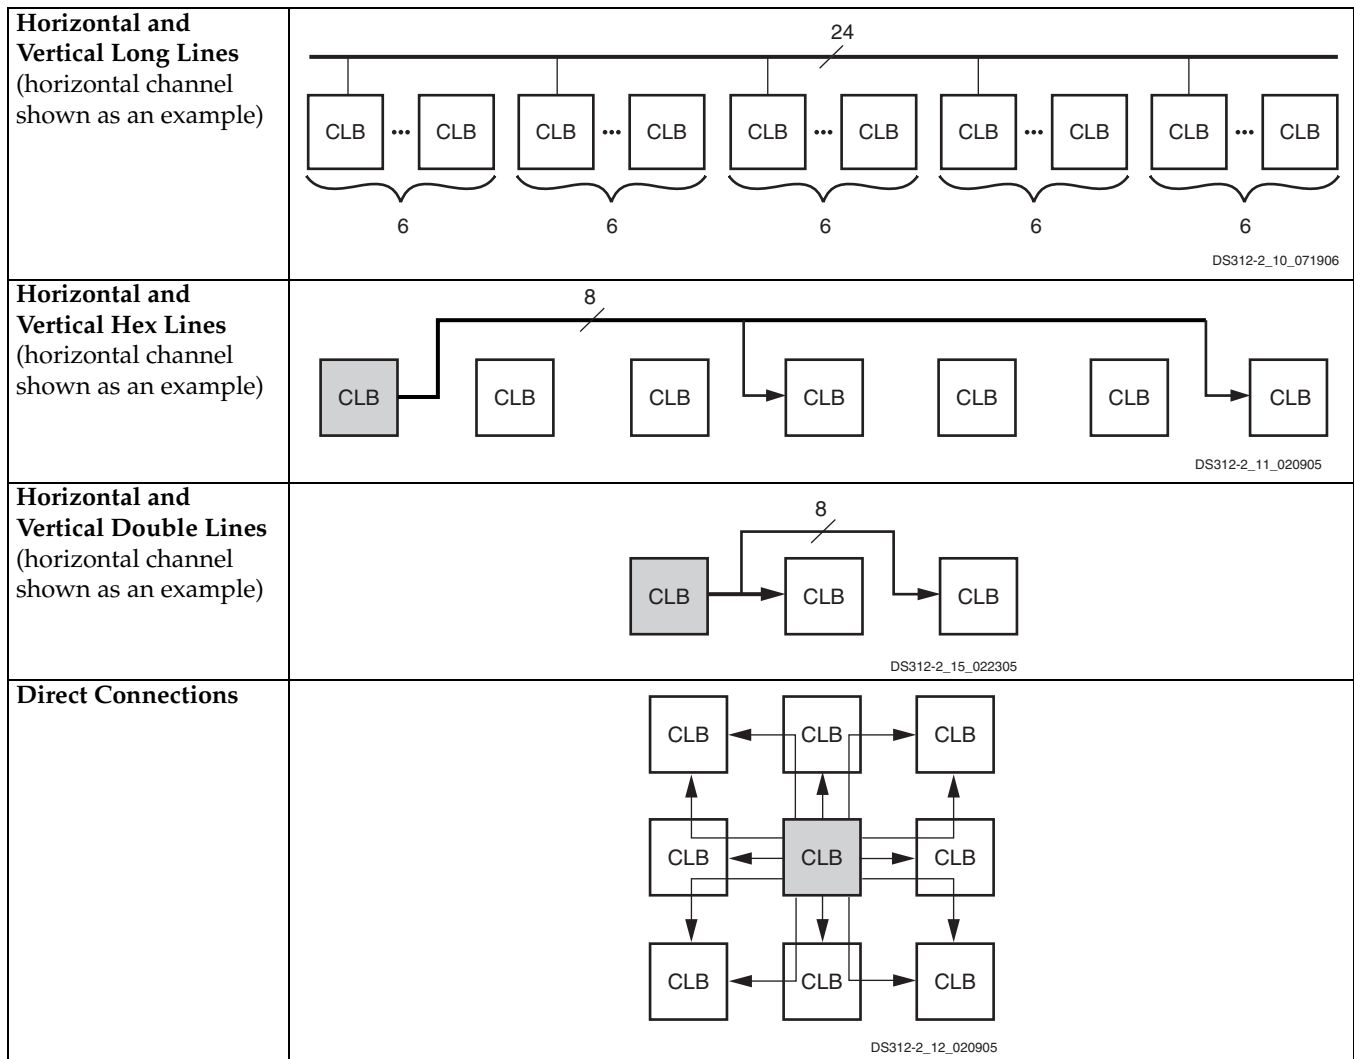 Horizontal and
Vertical Long Lines
(horizontal channel
shown as an example)
24
CLB ••• CLB CLB ••• CLB CLB ••• CLB CLB ••• CLB CLB ••• CLB
6 6 6 6 6
DS312-2_10_071906
Horizontal and
Vertical Hex Lines
(horizontal channel
shown as an example)
8
CLB CLB CLB CLB CLB CLB CLB
DS312-2_11_020905
Horizontal and
Vertical Double Lines
(horizontal channel
shown as an example)
8
CLB CLB CLB
DS312-2_15_022305
Direct Connections
CLB CLB CLB
CLB CLB CLB
CLB CLB CLB
DS312-2_12_020905